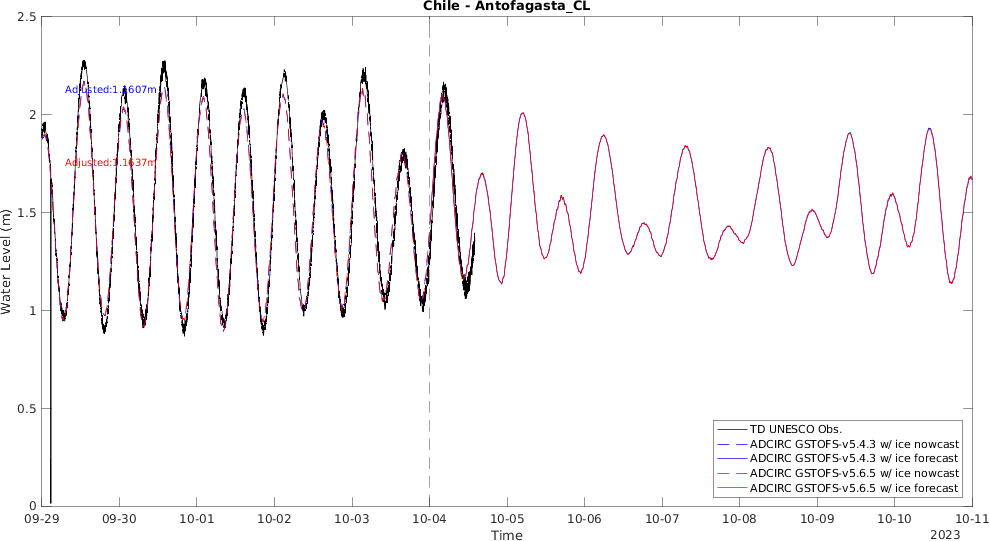 Chile - Antofagasta_CL
2.5
2
1.5
1
0.5
0
Water Level (m)
Adjusted:1.1607m
Adjusted:1.1637m
TD UNESCO Obs.
ADCIRC GSTOFS-v5.4.3 w/ ice nowcast
ADCIRC GSTOFS-v5.4.3 w/ ice forecast
ADCIRC GSTOFS-v5.6.5 w/ ice nowcast
ADCIRC GSTOFS-v5.6.5 w/ ice forecast
09-29 09-30 10-01 10-02 10-03 10-04 10-05 10-06 10-07 10-08 10-09 10-10 10-11
Time
2023